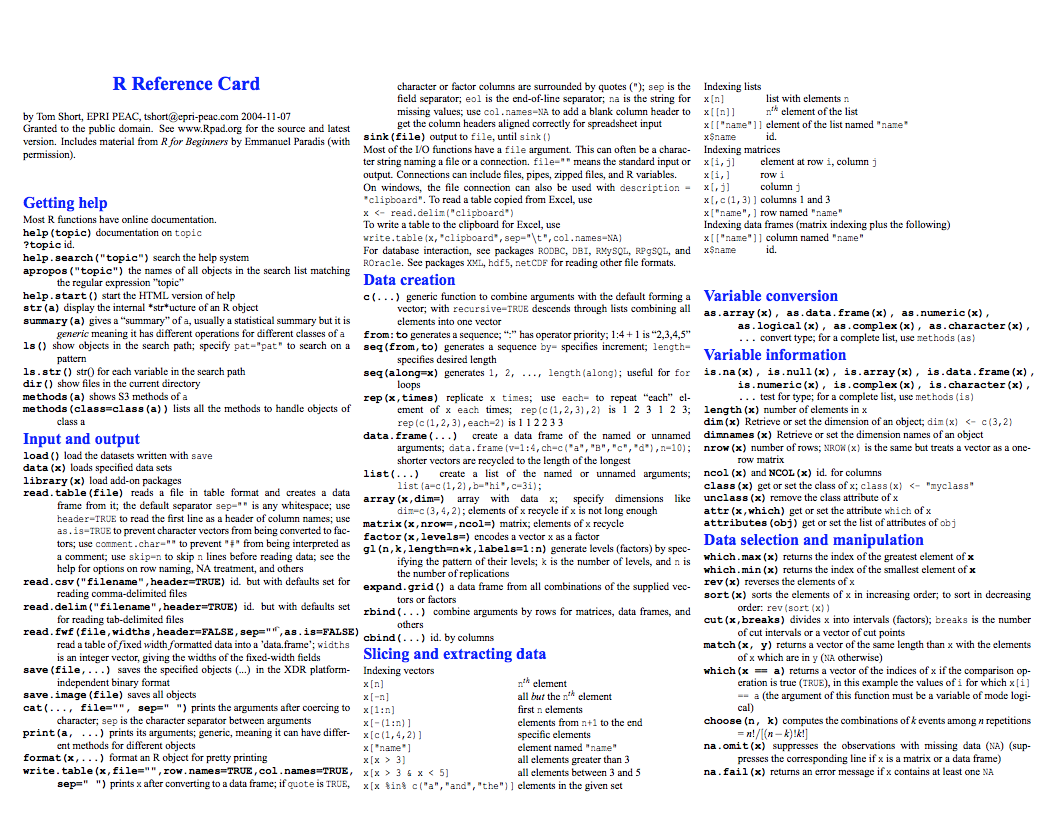 R Reference Card
by Tom Short, EPRI PEAC, tshort@epri-peac.com 2004-11-07
Granted to the public domain. See www.Rpad.org for the source and latest
version. Includes material from R for Beginners by Emmanuel Paradis (with
permission).
Getting help
Most R functions have online documentation.
help(topic) documentation on topic
?topic id.
help.search("topic") search the help system
apropos("topic") the names of all objects in the search list matching
the regular expression "topic"
help.start() start the HTML version of help
str(a) display the internal *str*ucture of an R object
summary(a) gives a “summary” of a, usually a statistical summary but it is
generic meaning it has different operations for different classes of a
ls() show objects in the search path; specify pat="pat" to search on a
pattern
ls.str() str() for each variable in the search path
dir() show files in the current directory
methods(a) shows S3 methods of a
methods(class=class(a)) lists all the methods to handle objects of
class a
Input and output
load() load the datasets written with save
data(x) loads specified data sets
library(x) load add-on packages
read.table(file) reads a file in table format and creates a data
frame from it; the default separator sep="" is any whitespace; use
header=TRUE to read the first line as a header of column names; use
as.is=TRUE to prevent character vectors from being converted to fac-
tors; use comment.char="" to prevent "#" from being interpreted as
a comment; use skip=n to skip n lines before reading data; see the
help for options on row naming, NA treatment, and others
read.csv("filename",header=TRUE) id. but with defaults set for
reading comma-delimited files
read.delim("filename",header=TRUE) id. but with defaults set
for reading tab-delimited files
read.fwf(file,widths,header=FALSE,sep="",as.is=FALSE)
read a table of fixed width formatted data into a 'data.frame'; widths
is an integer vector, giving the widths of the fixed-width fields
save(file,...) saves the specified objects (...) in the XDR platform-
independent binary format
save.image(file) saves all objects
cat(..., file="", sep=" ") prints the arguments after coercing to
character; sep is the character separator between arguments
print(a, ...) prints its arguments; generic, meaning it can have differ-
ent methods for different objects
format(x,...) format an R object for pretty printing
write.table(x,file="",row.names=TRUE,col.names=TRUE,
sep=" ") prints x after converting to a data frame; if quote is TRUE,
character or factor columns are surrounded by quotes ("); sep is the
field separator; eol is the end-of-line separator; na is the string for
missing values; use col.names=NA to add a blank column header to
get the column headers aligned correctly for spreadsheet input
sink(file) output to file, until sink()
Most of the I/O functions have a file argument. This can often be a charac-
ter string naming a file or a connection. file="" means the standard input or
output. Connections can include files, pipes, zipped files, and R variables.
On windows, the file connection can also be used with description =
"clipboard". To read a table copied from Excel, use
x <- read.delim("clipboard")
To write a table to the clipboard for Excel, use
write.table(x,"clipboard",sep="\t",col.names=NA)
For database interaction, see packages RODBC, DBI, RMySQL, RPgSQL, and
ROracle. See packages XML, hdf5, netCDF for reading other file formats.
Data creation
c(...) generic function to combine arguments with the default forming a
vector; with recursive=TRUE descends through lists combining all
elements into one vector
from:to generates a sequence; “:” has operator priority; 1:4 + 1 is “2,3,4,5”
seq(from,to) generates a sequence by= specifies increment; length=
specifies desired length
seq(along=x) generates 1, 2, ..., length(along); useful for for
loops
rep(x,times) replicate x times; use each= to repeat “each” el-
ement of x each times; rep(c(1,2,3),2) is 1 2 3 1 2 3;
rep(c(1,2,3),each=2) is 1 1 2 2 3 3
data.frame(...) create a data frame of the named or unnamed
arguments; data.frame(v=1:4,ch=c("a","B","c","d"),n=10);
shorter vectors are recycled to the length of the longest
list(...) create a list of the named or unnamed arguments;
list(a=c(1,2),b="hi",c=3i);
array(x,dim=) array with data x; specify dimensions like
dim=c(3,4,2); elements of x recycle if x is not long enough
matrix(x,nrow=,ncol=) matrix; elements of x recycle
factor(x,levels=) encodes a vector x as a factor
gl(n,k,length=n*k,labels=1:n) generate levels (factors) by spec-
ifying the pattern of their levels; k is the number of levels, and n is
the number of replications
expand.grid() a data frame from all combinations of the supplied vec-
tors or factors
rbind(...) combine arguments by rows for matrices, data frames, and
others
cbind(...) id. by columns
Slicing and extracting data
Indexing vectors
x[n] nth element
x[-n] all but the nth element
x[1:n] first n elements
x[-(1:n)] elements from n+1 to the end
x[c(1,4,2)] specific elements
x["name"] element named "name"
x[x > 3] all elements greater than 3
x[x > 3 & x < 5] all elements between 3 and 5
x[x %in% c("a","and","the")] elements in the given set
Indexing lists
x[n] list with elements n
x[[n]] nth element of the list
x[["name"]] element of the list named "name"
x$name id.
Indexing matrices
x[i,j] element at row i, column j
x[i,] row i
x[,j] column j
x[,c(1,3)] columns 1 and 3
x["name",] row named "name"
Indexing data frames (matrix indexing plus the following)
x[["name"]] column named "name"
x$name id.
Variable conversion
as.array(x), as.data.frame(x), as.numeric(x),
as.logical(x), as.complex(x), as.character(x),
... convert type; for a complete list, use methods(as)
Variable information
is.na(x), is.null(x), is.array(x), is.data.frame(x),
is.numeric(x), is.complex(x), is.character(x),
... test for type; for a complete list, use methods(is)
length(x) number of elements in x
dim(x) Retrieve or set the dimension of an object; dim(x) <- c(3,2)
dimnames(x) Retrieve or set the dimension names of an object
nrow(x) number of rows; NROW(x) is the same but treats a vector as a one-
row matrix
ncol(x) and NCOL(x) id. for columns
class(x) get or set the class of x; class(x) <- "myclass"
unclass(x) remove the class attribute of x
attr(x,which) get or set the attribute which of x
attributes(obj) get or set the list of attributes of obj
Data selection and manipulation
which.max(x) returns the index of the greatest element of x
which.min(x) returns the index of the smallest element of x
rev(x) reverses the elements of x
sort(x) sorts the elements of x in increasing order; to sort in decreasing
order: rev(sort(x))
cut(x,breaks) divides x into intervals (factors); breaks is the number
of cut intervals or a vector of cut points
match(x, y) returns a vector of the same length than x with the elements
of x which are in y (NA otherwise)
which(x == a) returns a vector of the indices of x if the comparison op-
eration is true (TRUE), in this example the values of i for which x[i]
== a (the argument of this function must be a variable of mode logi-
cal)
choose(n, k) computes the combinations of k events among n repetitions
= n!/[(n−k)!k!]
na.omit(x) suppresses the observations with missing data (NA) (sup-
presses the corresponding line if x is a matrix or a data frame)
na.fail(x) returns an error message if x contains at least one NA